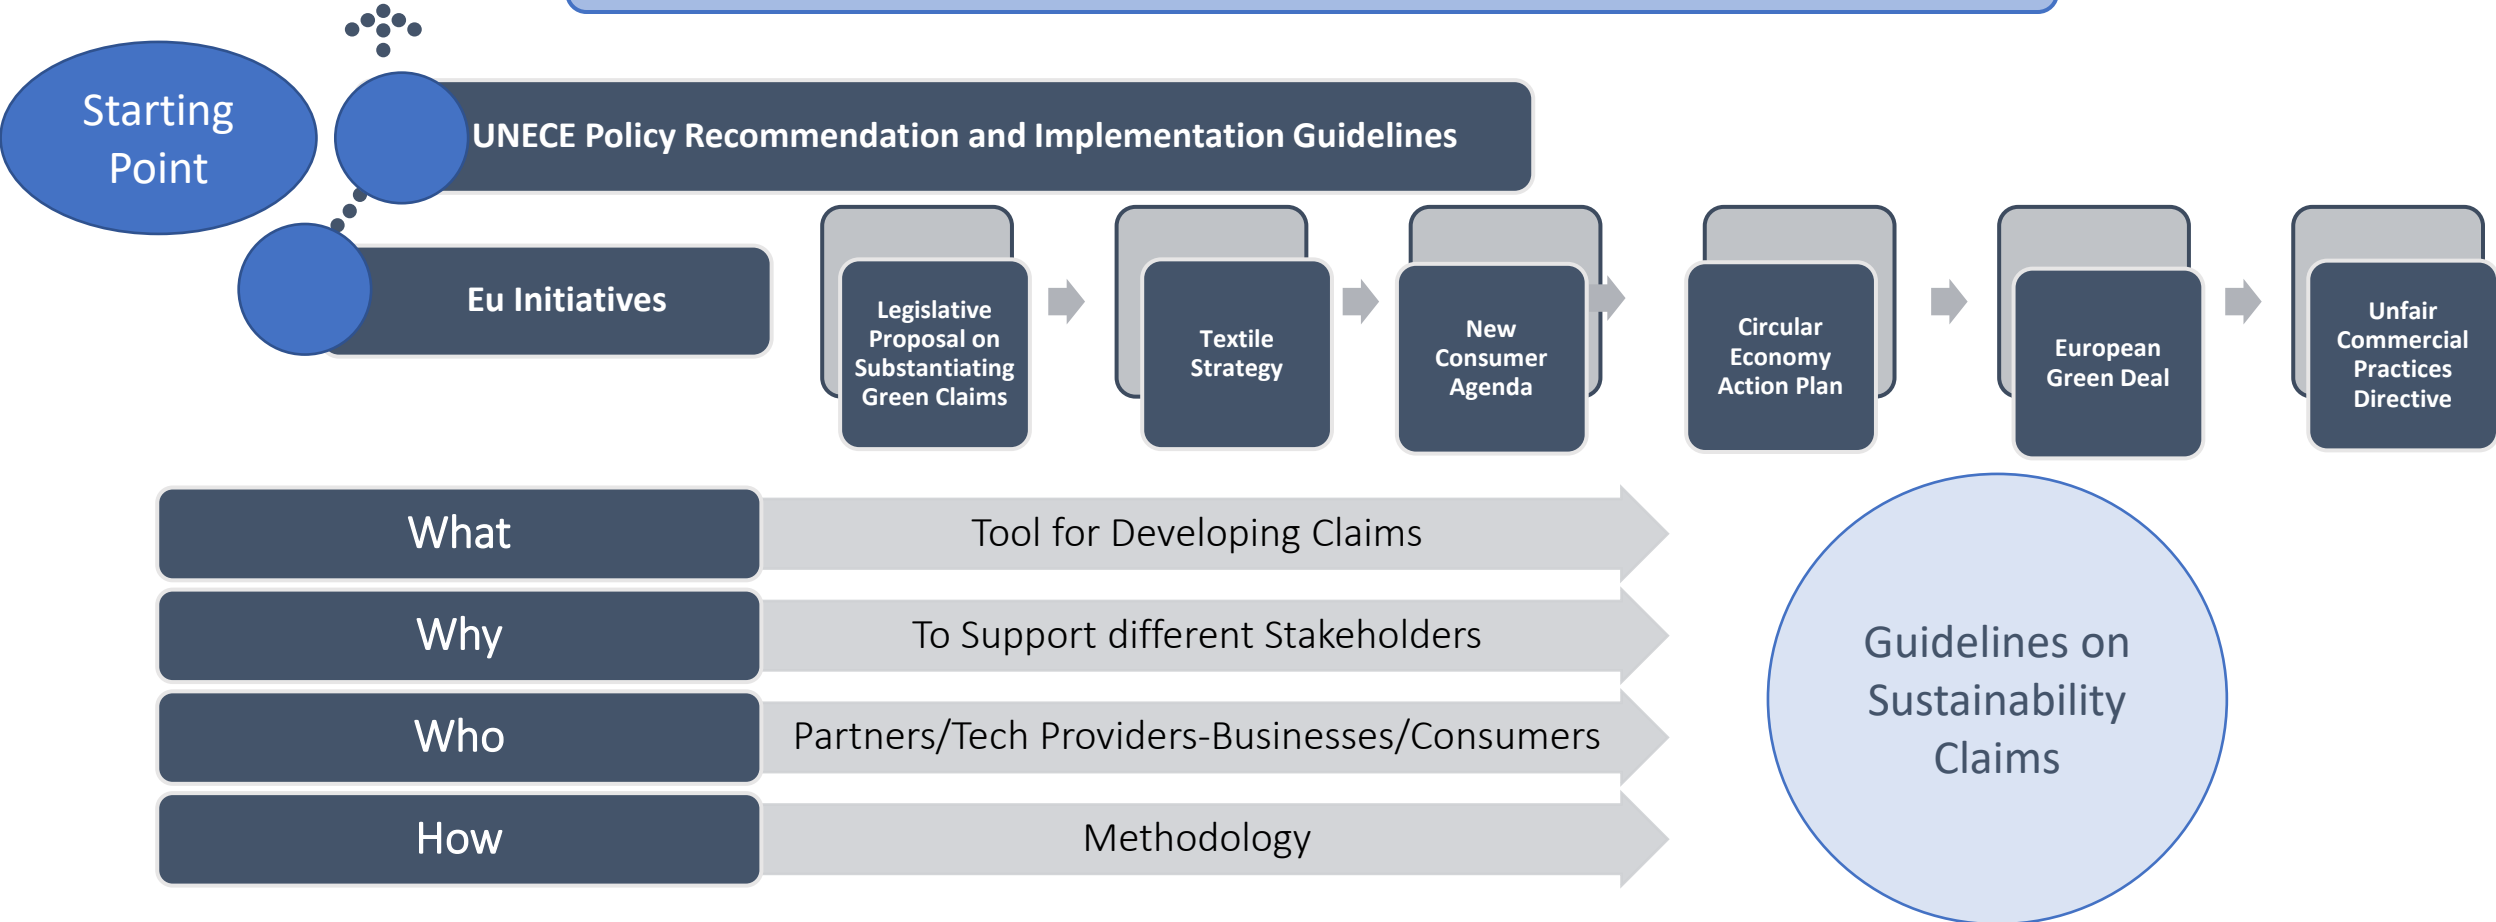 Starting
Point
UNECE Policy Recommendation and Implementation Guidelines
Eu Initiatives
Legislative
Proposal on
Substantiating
Green Claims
Textile
Strategy
New
Consumer
Agenda
Circular
Economy
Action Plan
European
Green Deal
Unfair
Commercial
Practices
Directive
What
Tool for Developing Claims
Why
To Support different Stakeholders
Who
Partners/Tech Providers-Businesses/Consumers
How
Methodology
Guidelines on
Sustainability
Claims